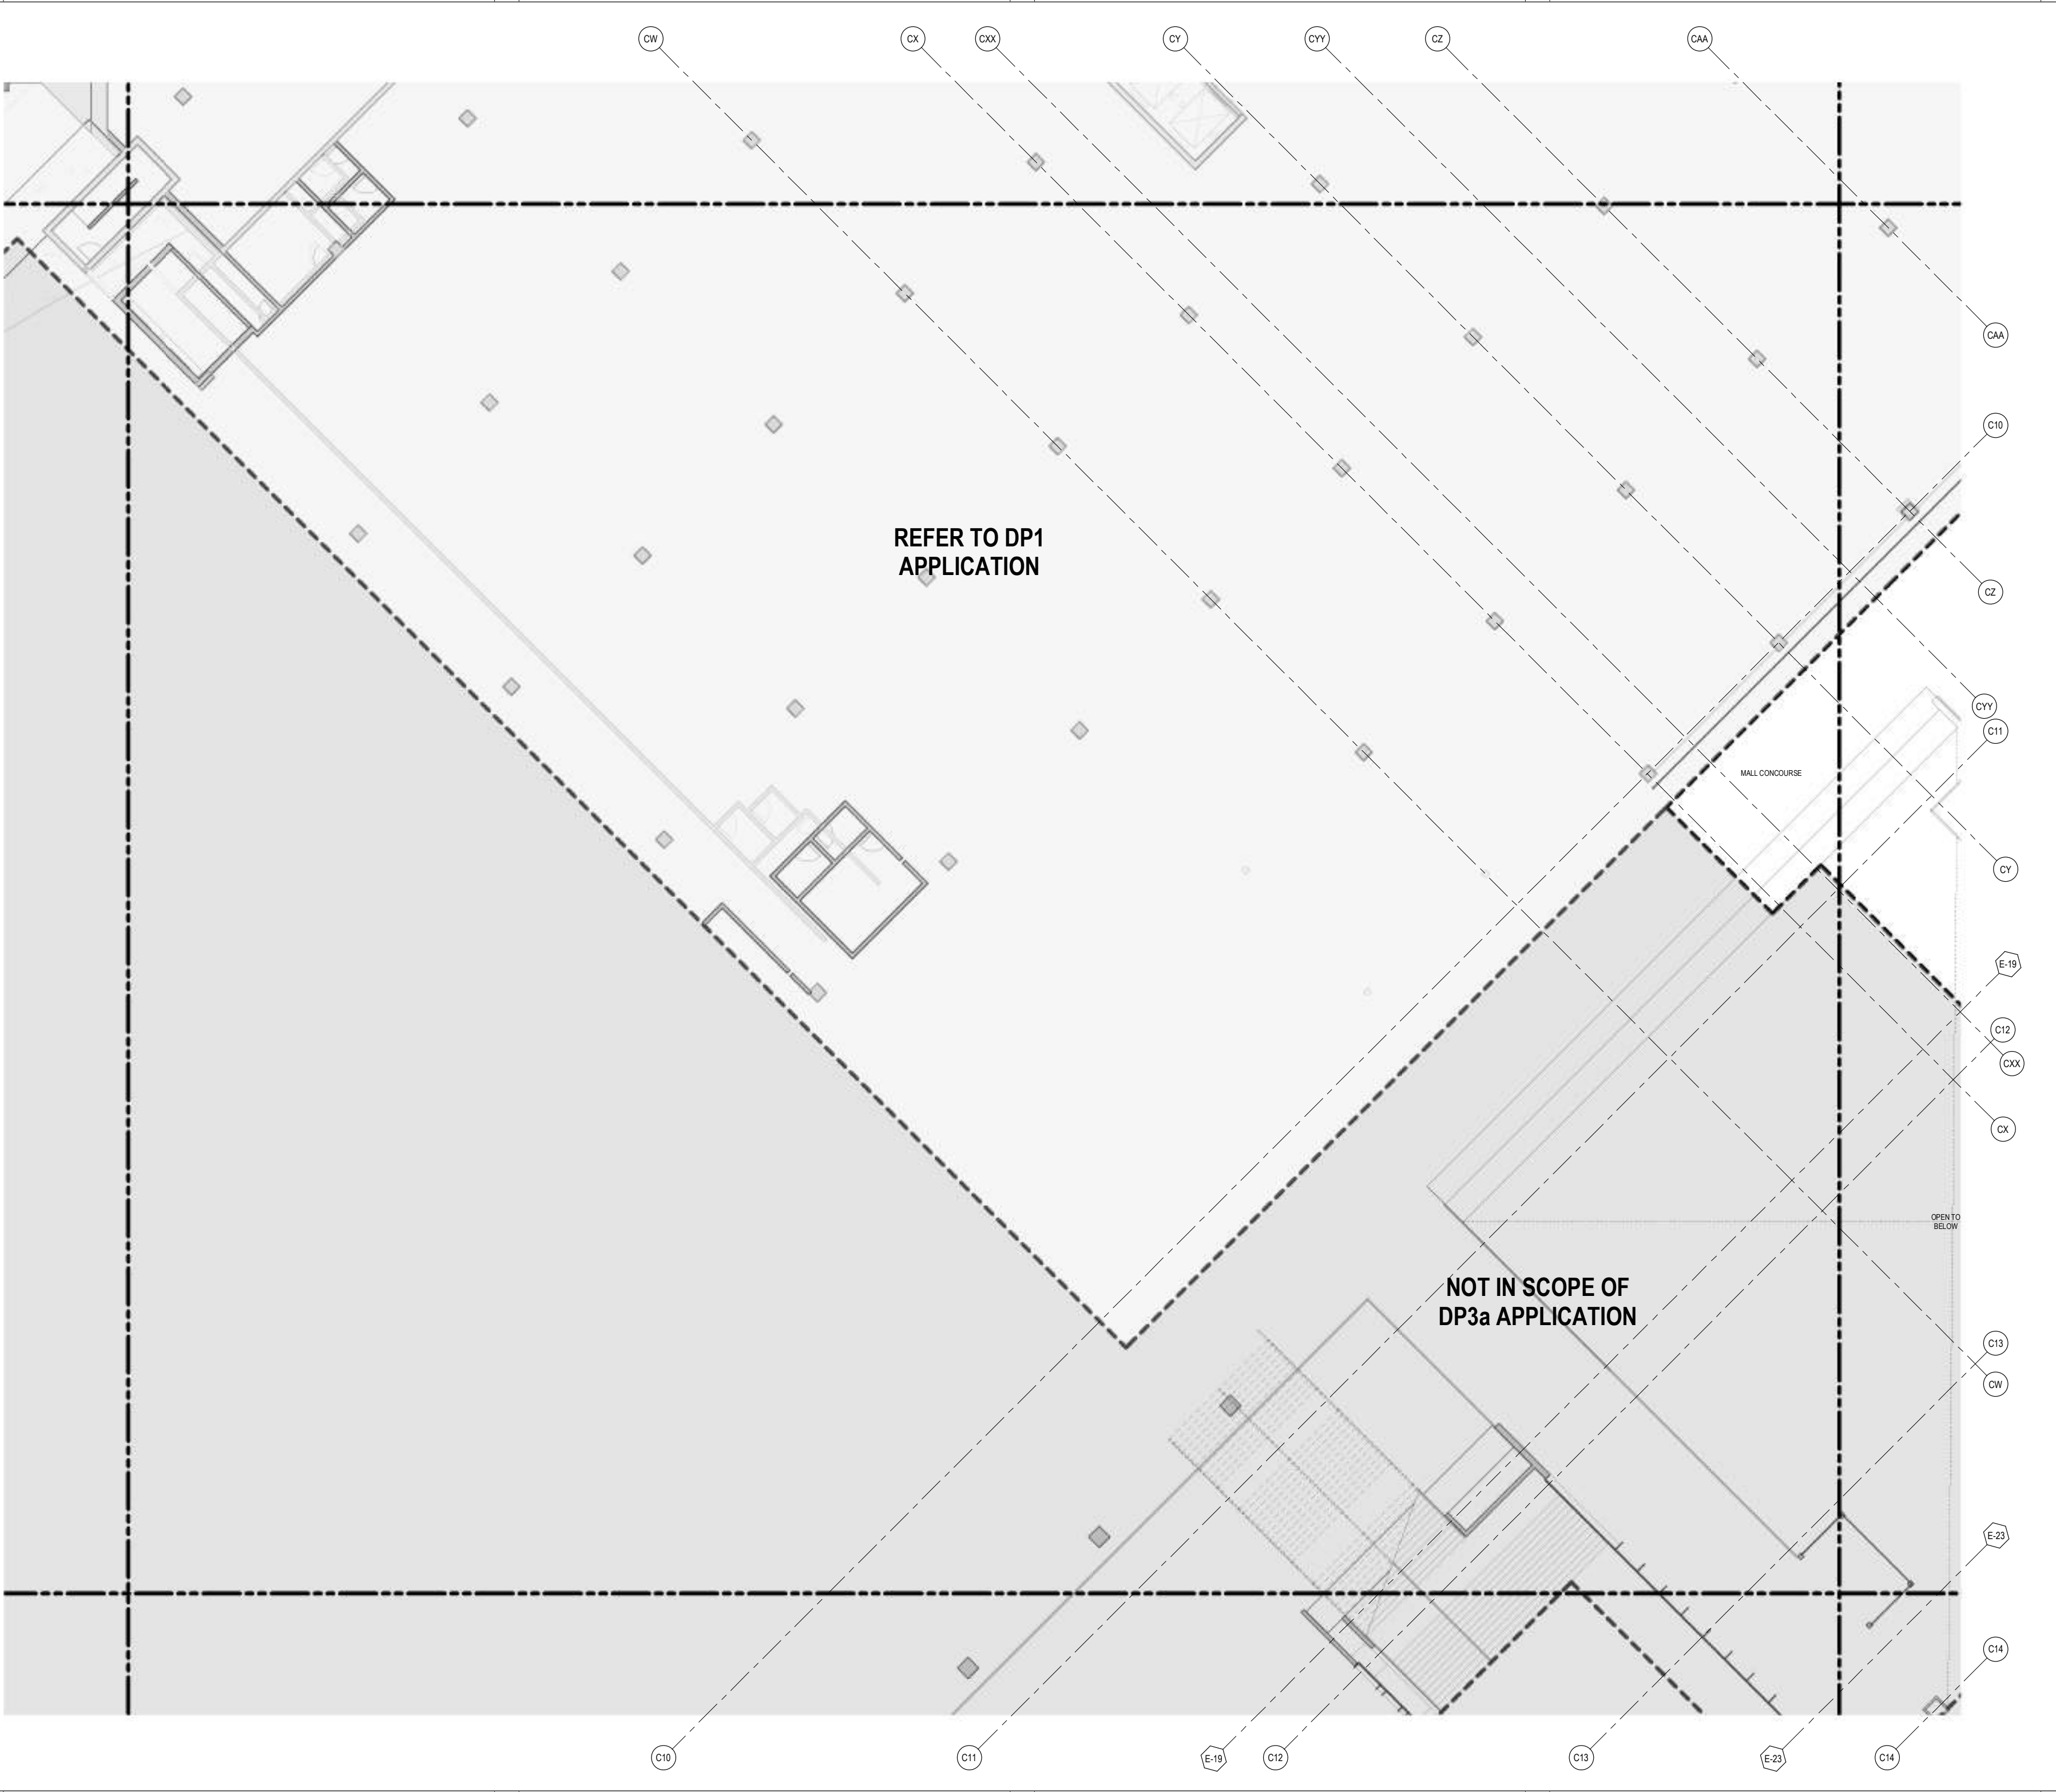 CW
CX
CXX
CY
CYY
CZ
CAA
CAA
C10
REFER TO DP1
APPLICATION
CZ
CYY
C11
MALL CONCOURSE
CY
E-19
C12
CXX
CX
OPEN TO
BELOW
NOT IN SCOPE OF
DP3a APPLICATION
C13
CW
E-23
C14
C10
C11
E-19
C12
C13
E-23
C14